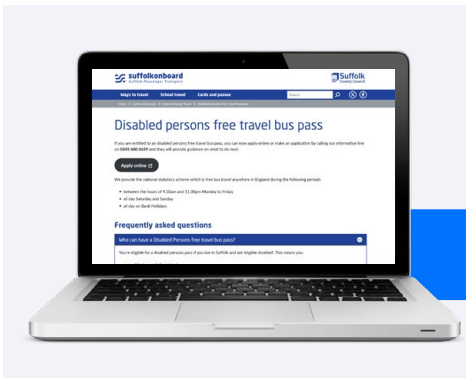 suffolkonboard
Suffolk Passenger Transport
Suffolk
County Council
Ways to travel School travel Cards and passes
Search
Disabled persons free travel bus pass
If you are entitled to an disabled persons free travel bus pass, you can now apply online or make an application by calling our information line
on 0345 600 0659 and they will provide guidance on what to do next.
Apply online
We provide the national statutory scheme which is free bus travel anywhere in England during the following periods:
between the hours of 9.30am and 11.00pm Monday to Friday
all day Saturday and Sunday
all day on Bank Holidays
Frequently asked questions
Who can have a Disabled Persons free travel bus pass?
You're eligible for a disabled persons pass if you live in Suffolk and are eligible disabled. This means you: